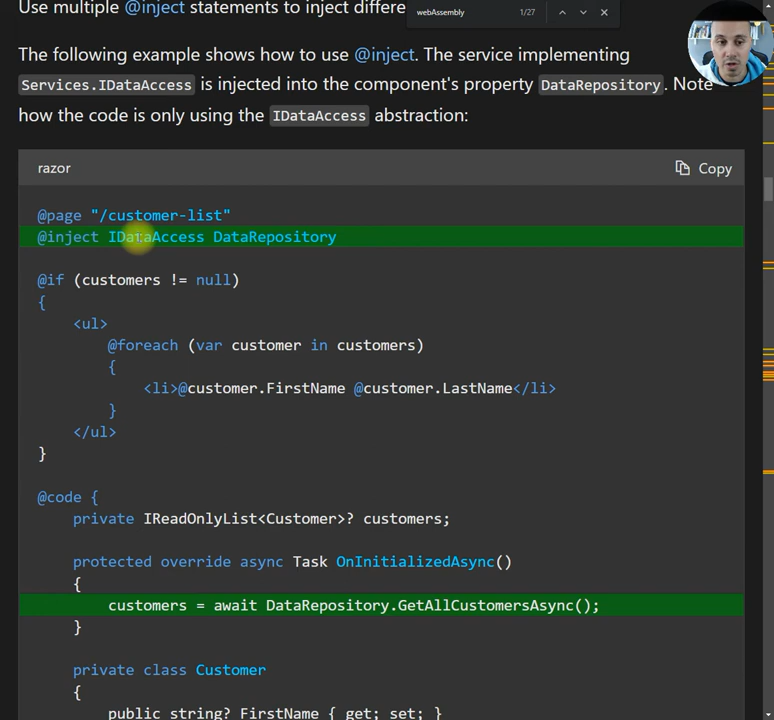 Use multiple @inject statements to inject differe
webAssembly 1/27
The following example shows how to use @inject. The service implementing
Services.IDataAccess is injected into the component's property DataRepository. Note
how the code is only using the IDataAccess abstraction:
razor Copy
@page "/customer-list"
@inject IDataAccess DataRepository
@if (customers != null)
{
<ul>
@foreach (var customer in customers)
{
<li>@customer.FirstName @customer.LastName</li>
}
</ul>
}
@code {
private IReadOnlyList<Customer>? customers;
protected override async Task OnInitializedAsync()
{
customers = await DataRepository.GetAllCustomersAsync();
}
private class Customer
{
public string? FirstName { get; set; }